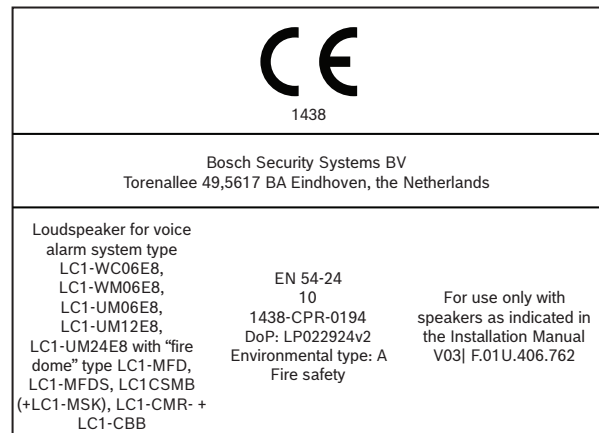 CE
1438
Bosch Security Systems BV
Torenallee 49,5617 BA Eindhoven, the Netherlands
Loudspeaker for voice
alarm system type
LC1-WC06E8,
LC1-WM06E8,
LC1-UM06E8,
LC1-UM12E8,
LC1-UM24E8 with “fire
dome” type LC1-MFD,
LC1-MFDS, LC1CSMB
(+LC1-MSK), LC1-CMR- +
LC1-CBB
EN 54-24
10
1438-CPR-0194
DoP: LP022924v2
Environmental type: A
Fire safety
For use only with
speakers as indicated in
the Installation Manual
V03| F.01U.406.762